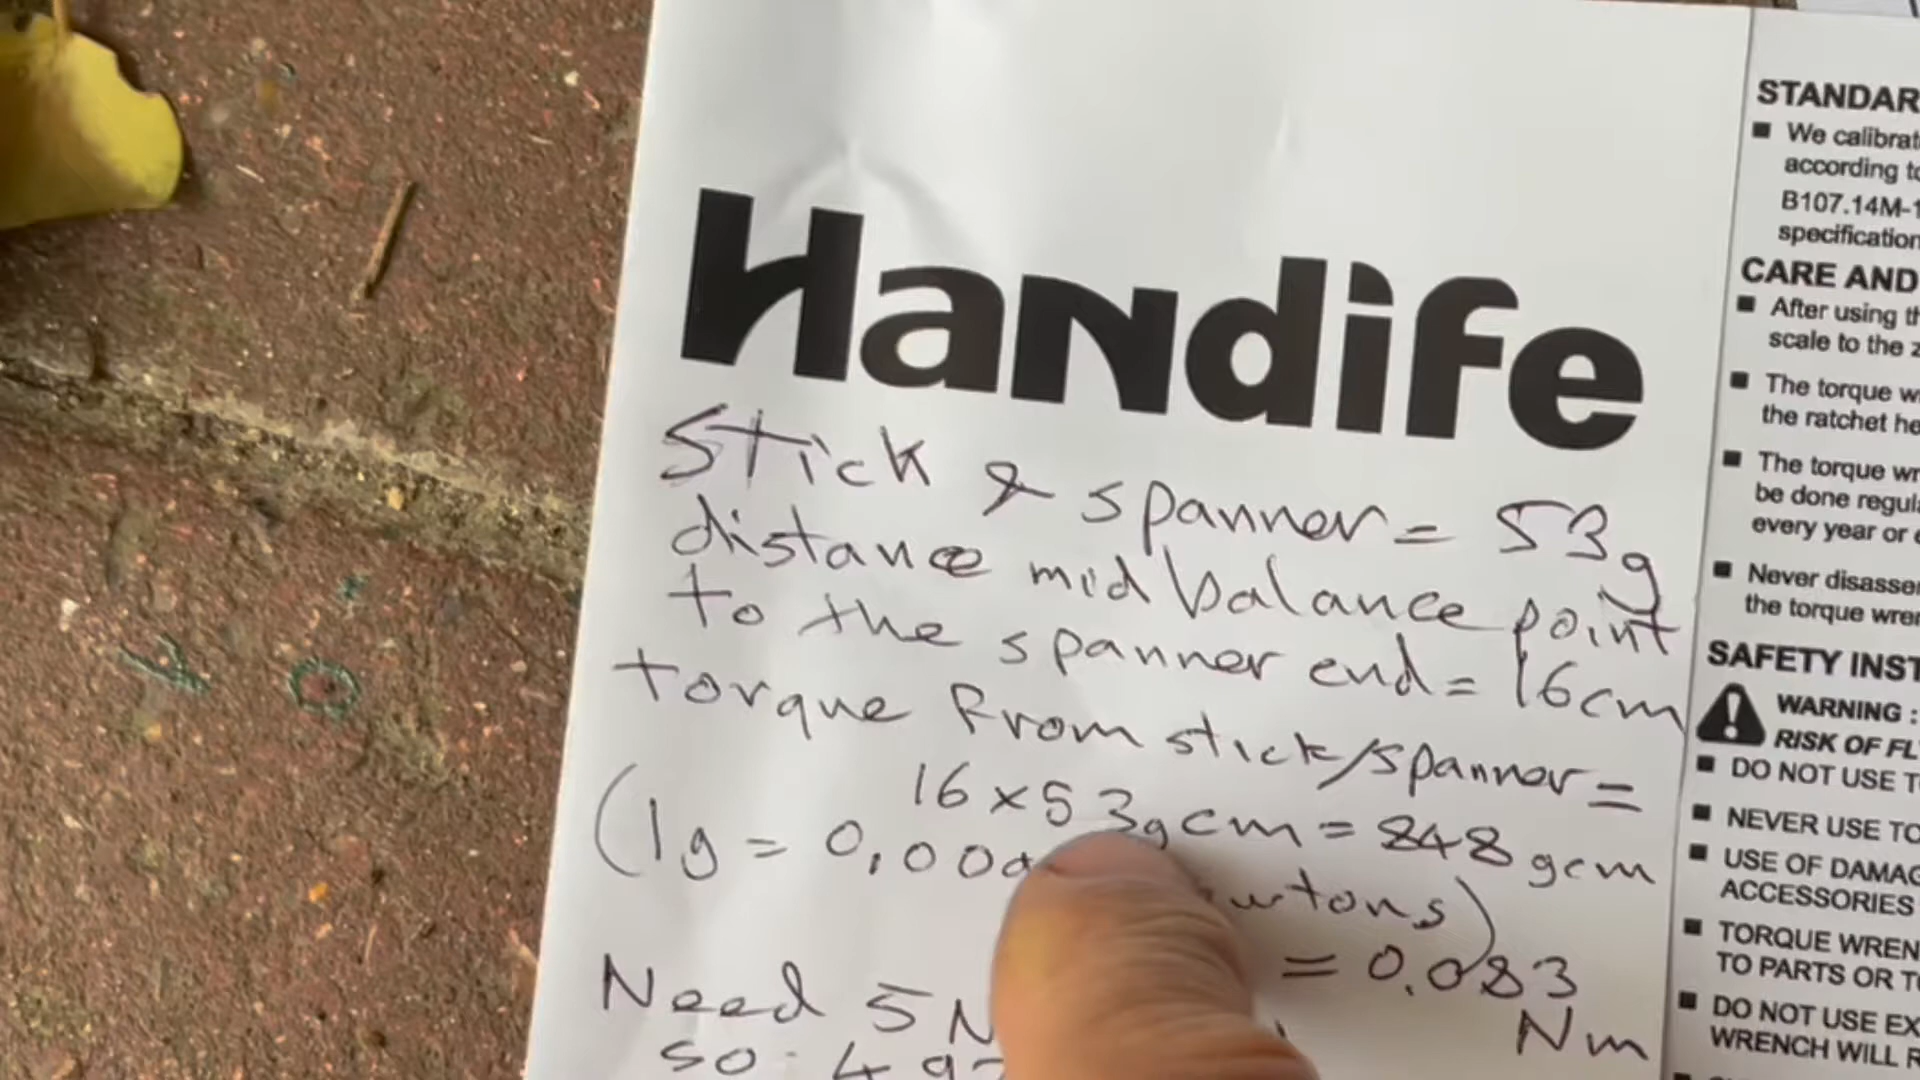 Handife
Stick & spanner = 53g
distance mid balance point
to the spanner end = 16cm
torque from stick/spanner =
16 x 53gcm = 848 gcm
(1g = 0.00
= 0.083
Nm
Need 5 N
so
STANDAR
We calibrat
according to
B107.14M-1
specification
CARE AND
After using th
scale to the z
The torque w
the ratchet he
The torque wr
be done regula
every year or
Never disasse
the torque wre
SAFETY INST
WARNING :
RISK OF FL
DO NOT USE T
NEVER USE TO
USE OF DAMAG
ACCESSORIES
TORQUE WREN
TO PARTS OR T
DO NOT USE EX
WRENCH WILL R